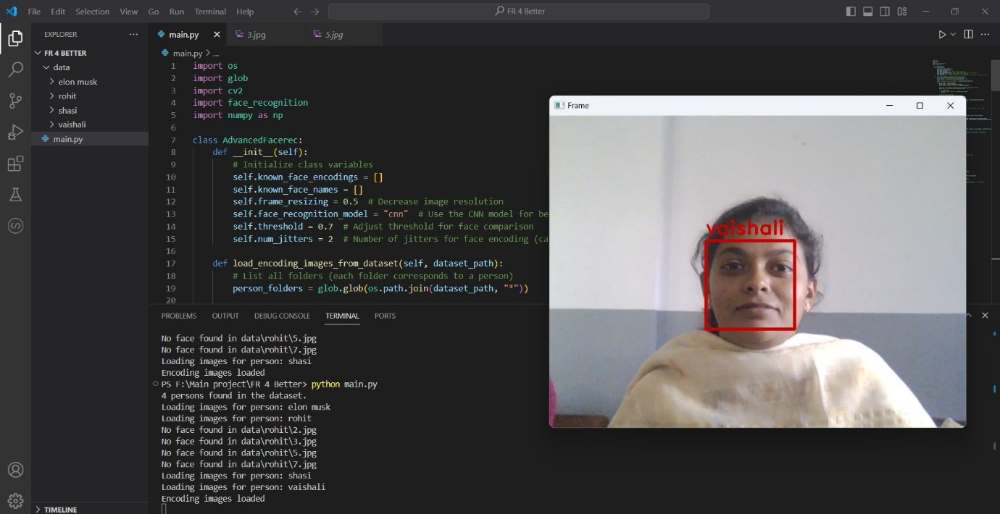 File Edit Selection View Go Run Terminal Help
FR 4 Better
EXPLORER
FR 4 BETTER
data
elon musk
rohit
shasi
vaishali
main.py
TIMELINE
main.py
3.jpg
5.jpg
main.py > ...
1 import os
2 import glob
3 import cv2
4 import face_recognition
5 import numpy as np
6
7 class AdvancedFacerec:
8 def __init__(self):
9 # Initialize class variables
10 self.known_face_encodings = []
11 self.known_face_names = []
12 self.frame_resizing = 0.5 # Decrease image resolution
13 self.face_recognition_model = "cnn" # Use the CNN model for be
14 self.threshold = 0.7 # Adjust threshold for face comparison
15 self.num_jitters = 2 # Number of jitters for face encoding (ca
16
17 def load_encoding_images_from_dataset(self, dataset_path):
18 # List all folders (each folder corresponds to a person)
19 person_folders = glob.glob(os.path.join(dataset_path, "*"))
20
Frame
vaishali
PROBLEMS OUTPUT DEBUG CONSOLE TERMINAL PORTS
No face found in data\rohit\5.jpg
No face found in data\rohit\7.jpg
Loading images for person: shasi
Encoding images loaded
PS F:\Main project\FR 4 Better> python main.py
4 persons found in the dataset.
Loading images for person: elon musk
Loading images for person: rohit
No face found in data\rohit\2.jpg
No face found in data\rohit\3.jpg
No face found in data\rohit\5.jpg
No face found in data\rohit\7.jpg
Loading images for person: shasi
Loading images for person: vaishali
Encoding images loaded